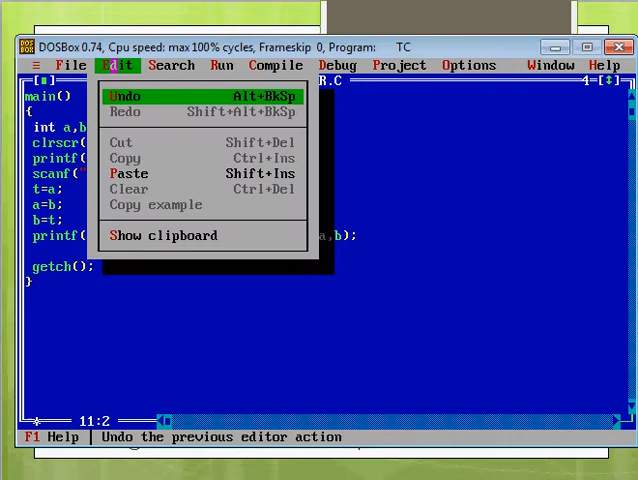 DOSBox 0.74, Cpu speed: max 100% cycles, Frameskip 0, Program: TC
≡ File Edit Search Run Compile Debug Project Options Window Help
R.C 4=[↕]
Undo Alt+BkSp
Redo Shift+Alt+BkSp
Cut Shift+Del
Copy Ctrl+Ins
Paste Shift+Ins
Clear Ctrl+Del
Copy example
Show clipboard
main()
{
int a,b
clrscr(
printf(
scanf("
t=a;
a=b;
b=t;
printf( a,b);
getch();
}
11:2
F1 Help | Undo the previous editor action